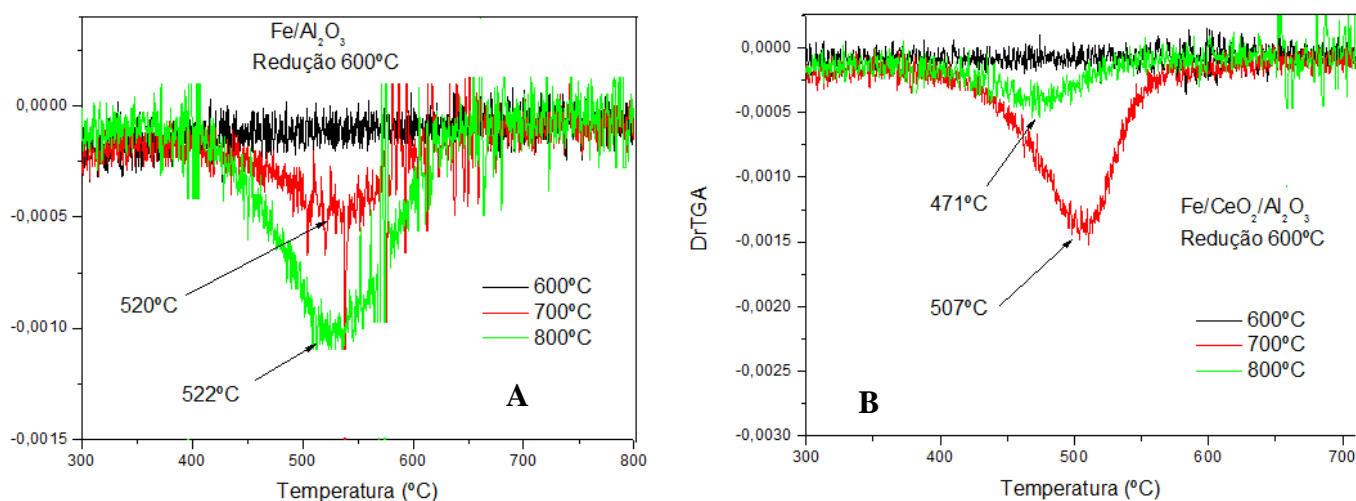 Fe/Al₂O₃
Redução 600ºC
0,0000
-0,0005
-0,0010
-0,0015
520ºC
522ºC
600ºC
700ºC
800ºC
A
300 400 500 600 700 800
Temperatura (ºC)
0,0000
-0,0005
-0,0010
-0,0015
-0,0020
-0,0025
-0,0030
DrTGA
471ºC
507ºC
Fe/CeO₂/Al₂O₃
Redução 600ºC
600ºC
700ºC
800ºC
B
300 400 500 600 700
Temperatura (ºC)